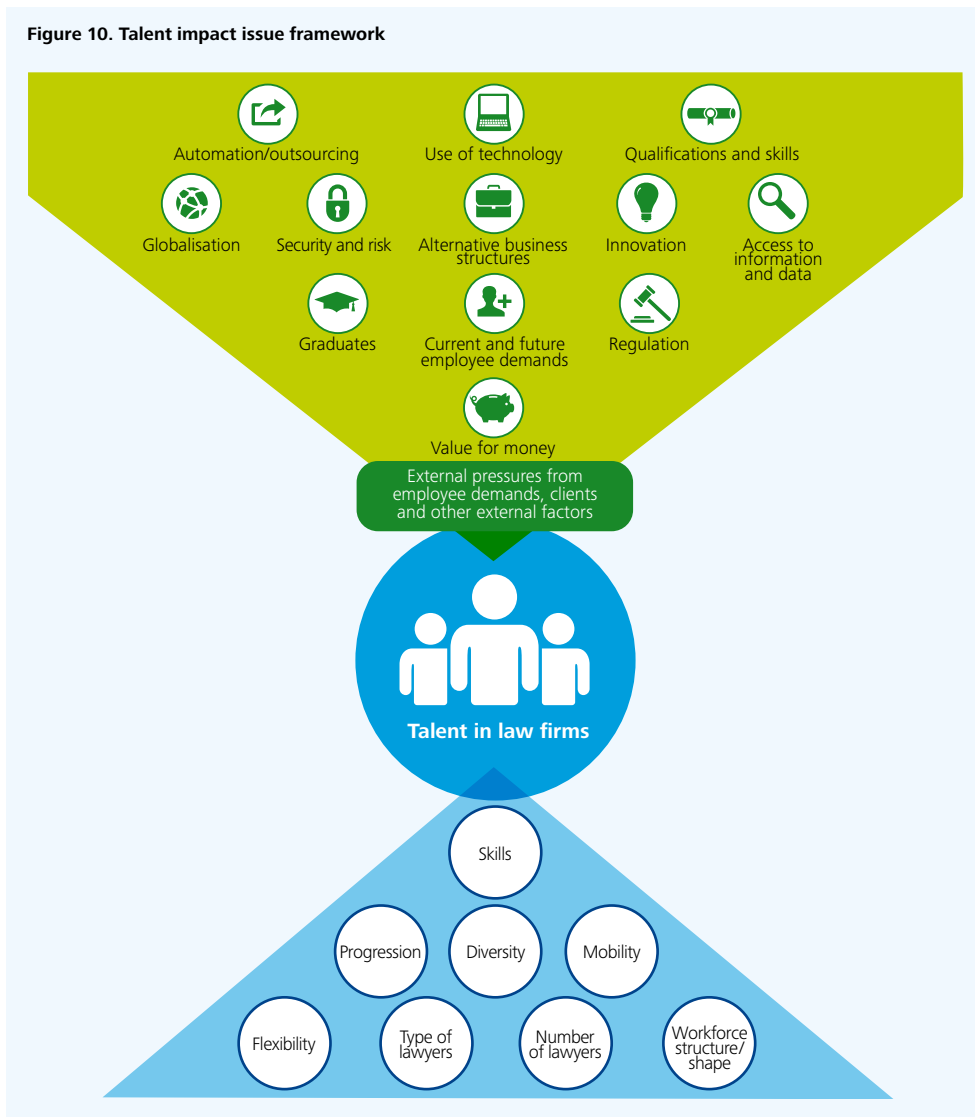 Figure 10. Talent impact issue framework
Automation/outsourcing
Use of technology
Qualifications and skills
Globalisation
Security and risk
Alternative business
structures
Innovation
Access to
information
and data
Graduates
Current and future
employee demands
Regulation
Value for money
External pressures from
employee demands, clients
and other external factors
Talent in law firms
Skills
Progression
Diversity
Mobility
Flexibility
Type of
lawyers
Number
of lawyers
Workforce
structure/
shape